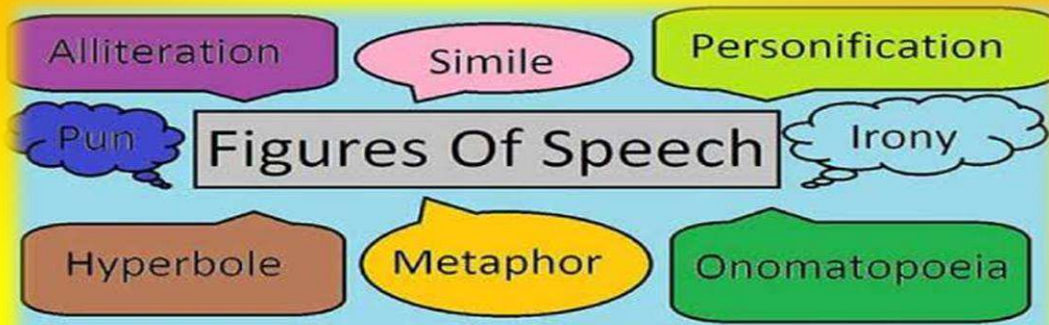 Alliteration
Simile
Personification
Pun
Figures Of Speech
Irony
Hyperbole
Metaphor
Onomatopoeia